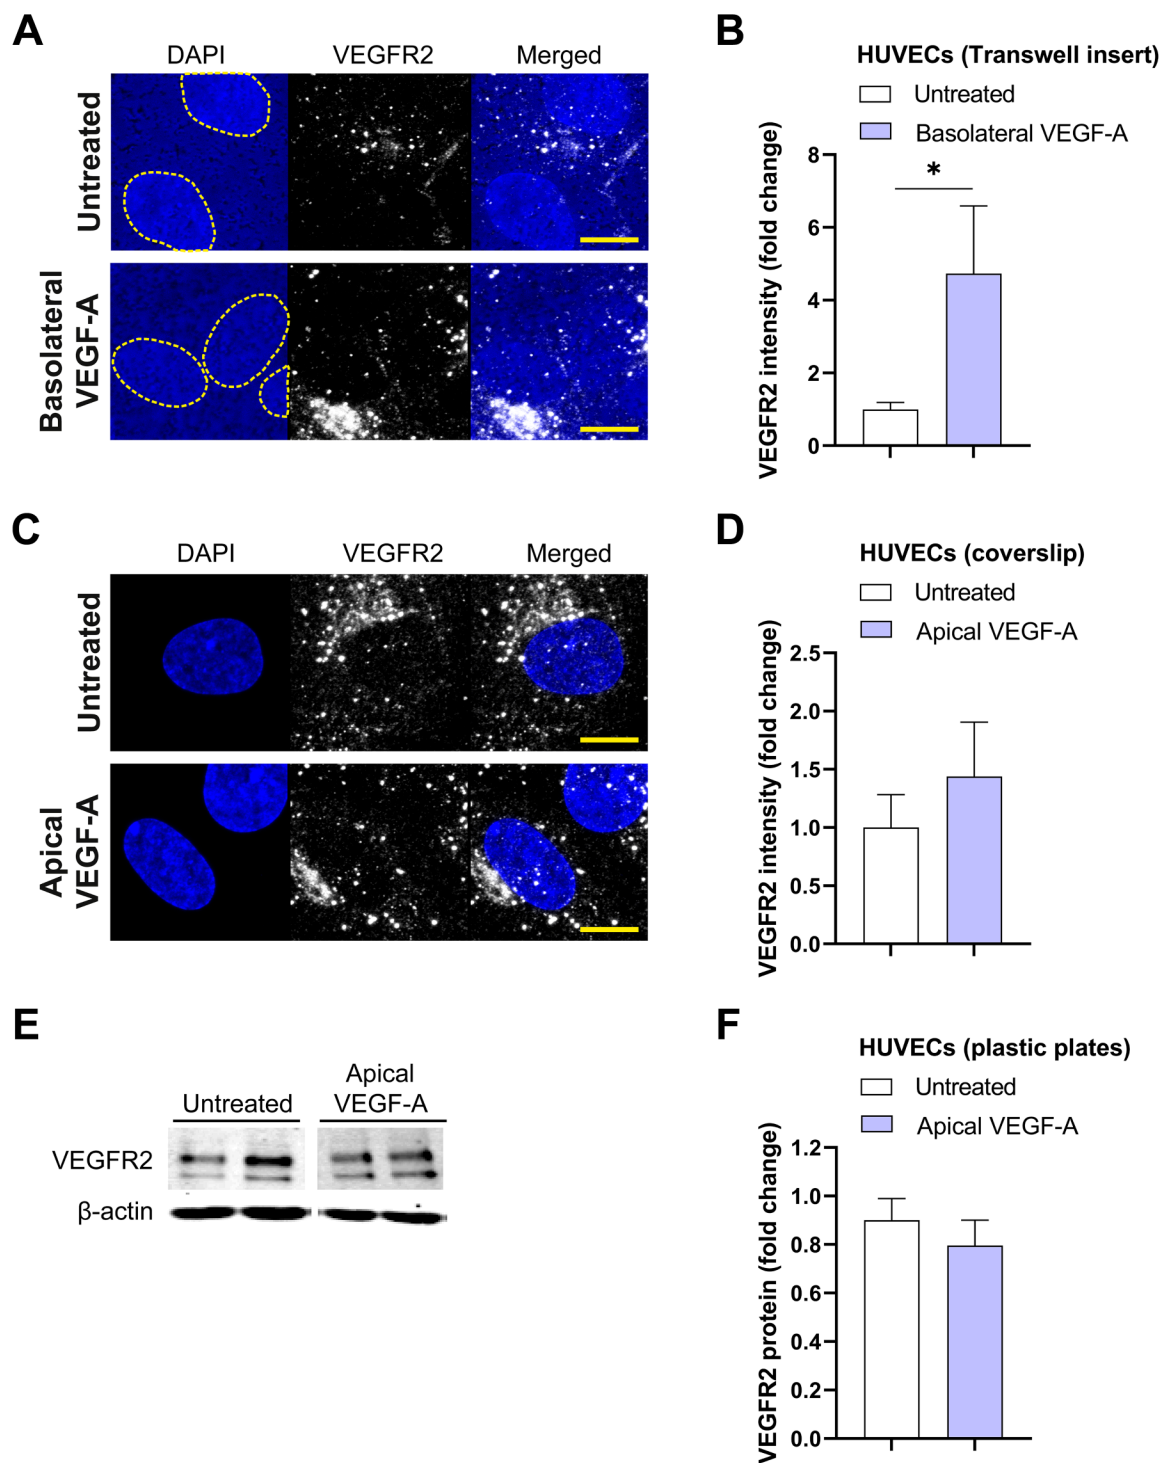 A
DAPI VEGFR2 Merged
Untreated
Basolateral
VEGF-A
B
HUVECs (Transwell insert)
Untreated
Basolateral VEGF-A
VEGFR2 intensity (fold change)
8
*
6
4
2
0
C
DAPI VEGFR2 Merged
Untreated
Apical
VEGF-A
D
HUVECs (coverslip)
Untreated
Apical VEGF-A
VEGFR2 intensity (fold change)
2.5
2.0
1.5
1.0
0.5
0.0
E
Untreated
Apical
VEGF-A
VEGFR2
β-actin
F
HUVECs (plastic plates)
Untreated
Apical VEGF-A
VEGFR2 protein (fold change)
1.2
1.0
0.8
0.6
0.4
0.2
0.0